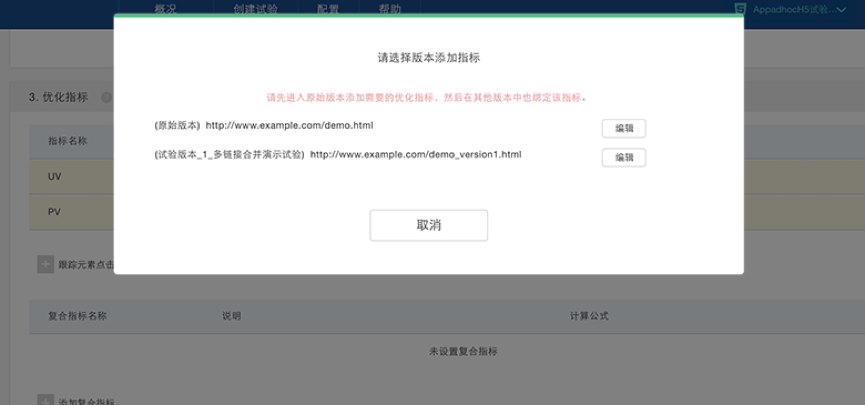 概况 创建试验 配置 帮助 AppadhocH5试验...
请选择版本添加指标
请先进入原始版本添加需要的优化指标，然后在其他版本中也绑定该指标。
3. 优化指标 ?
(原始版本) http://www.example.com/demo.html 编辑
指标名称
(试验版本_1_多链接合并演示试验) http://www.example.com/demo_version1.html 编辑
UV
PV
取消
+ 跟踪元素点击
复合指标名称 说明 计算公式
未设置复合指标
+ 添加复合指标